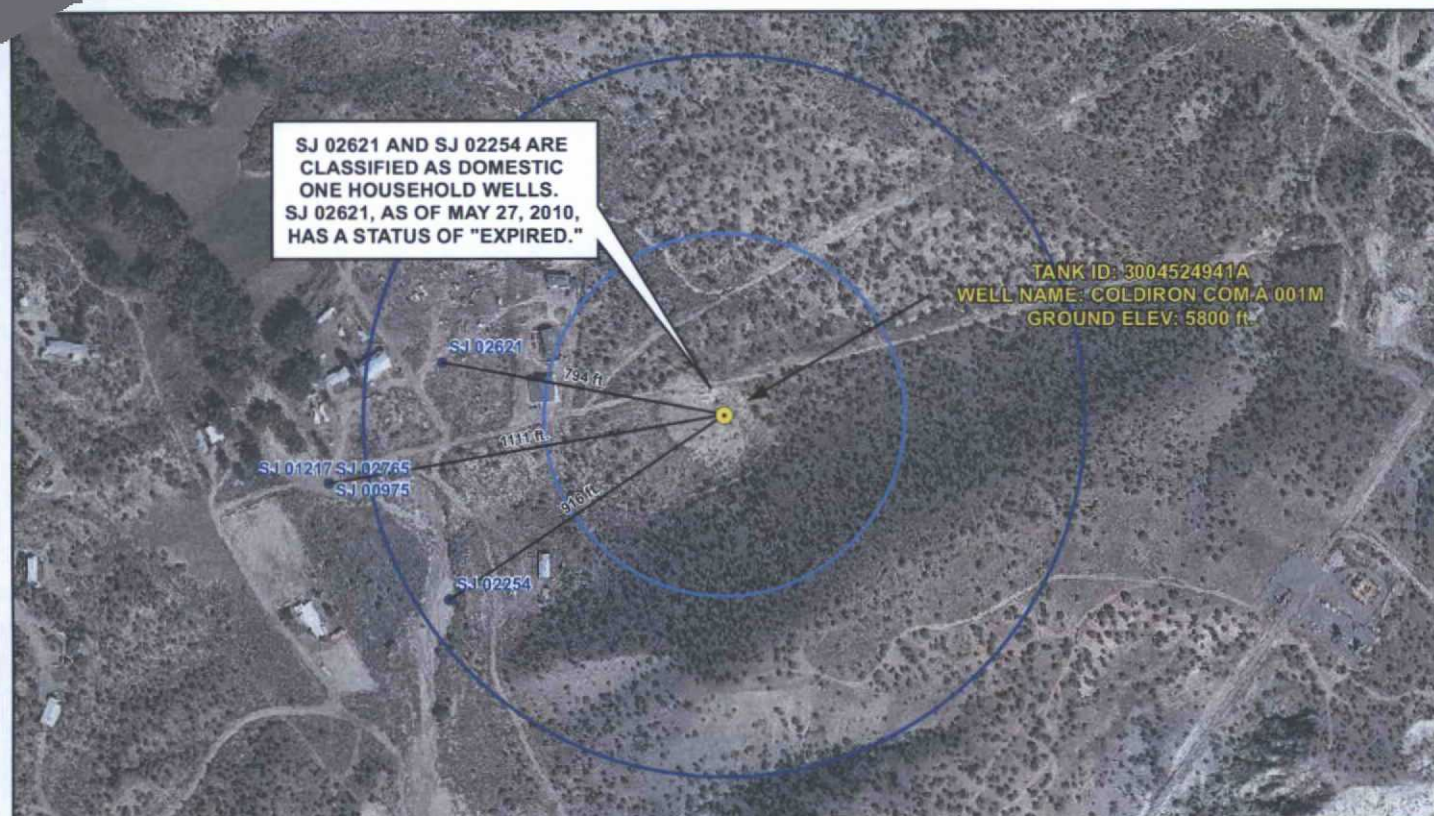 SJ 02621 AND SJ 02254 ARE
CLASSIFIED AS DOMESTIC
ONE HOUSEHOLD WELLS.
SJ 02621, AS OF MAY 27, 2010,
HAS A STATUS OF "EXPIRED."
TANK ID: 3004524941A
WELL NAME: COLDIRON COM A 001M
GROUND ELEV: 5800 ft.
SJ 02621
794 ft.
1111 ft.
SJ 01217 SJ 02765
SJ 00975
916 ft.
SJ 02254